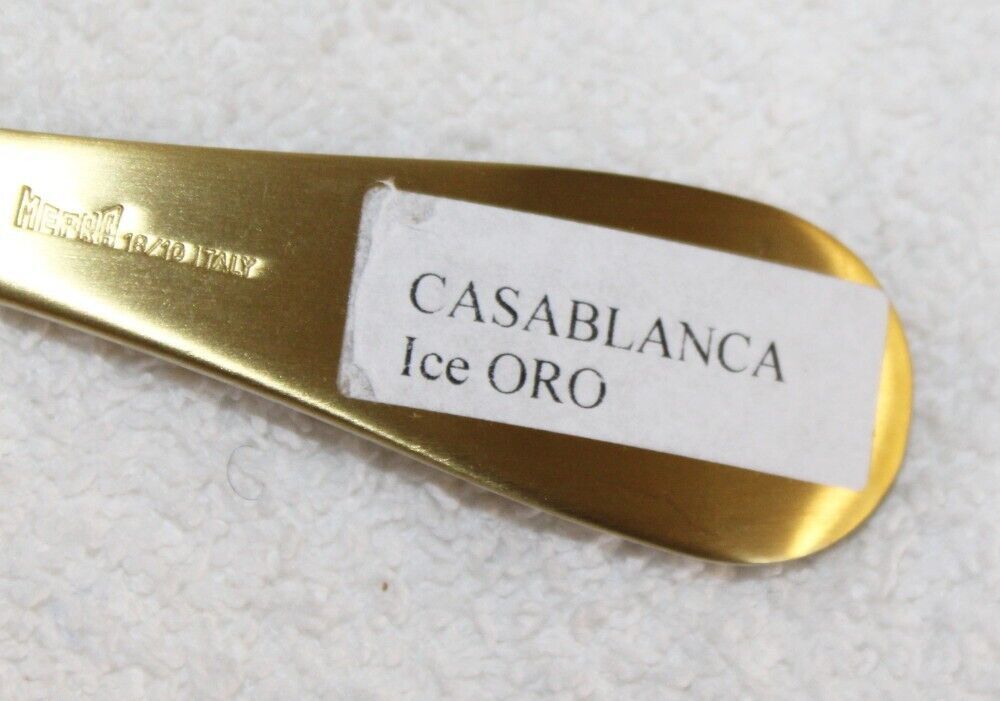 MEPRA 18/10 ITALY
CASABLANCA
Ice ORO